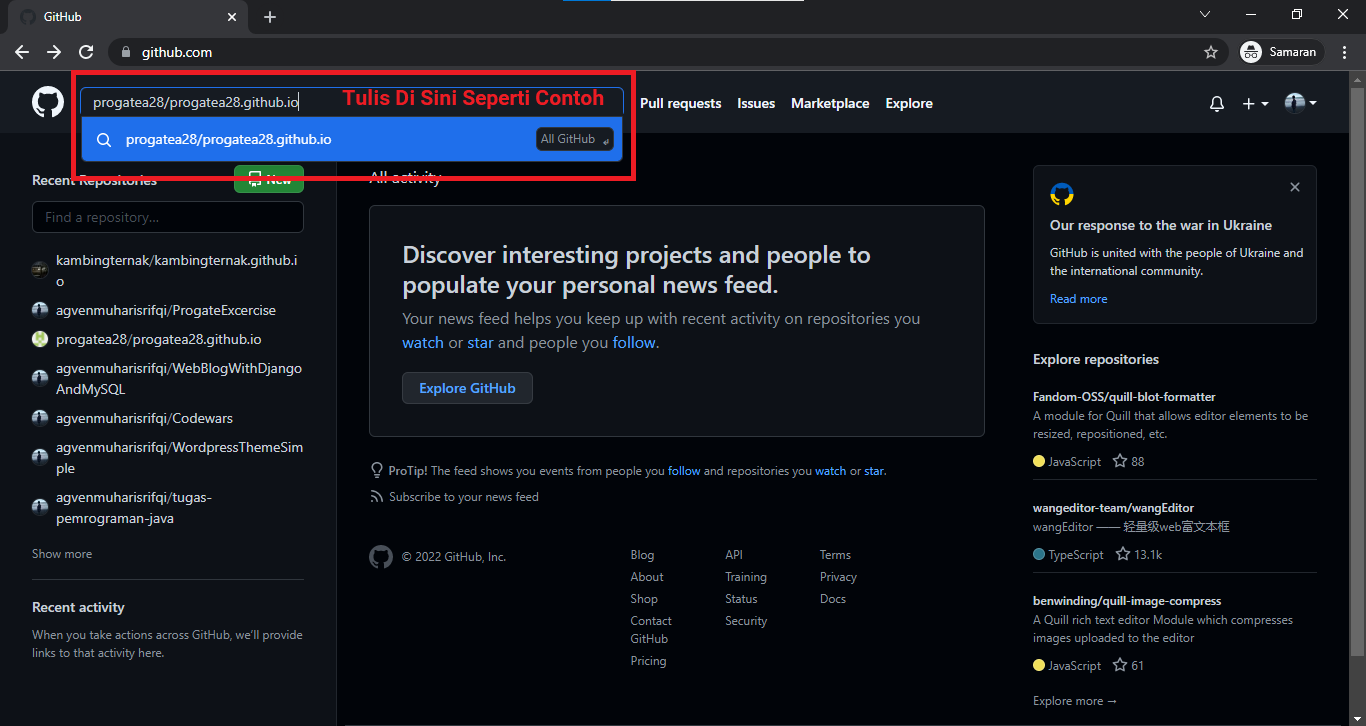 GitHub
github.com
Samaran
progatea28/progatea28.github.io
Tulis Di Sini Seperti Contoh
Pull requests Issues Marketplace Explore
progatea28/progatea28.github.io All GitHub
Recent Repositories
New
Find a repository...
kambingternak/kambingternak.github.i
o
agvenmuharisrifqi/ProgateExcercise
progatea28/progatea28.github.io
agvenmuharisrifqi/WebBlogWithDjango
AndMySQL
agvenmuharisrifqi/Codewars
agvenmuharisrifqi/WordpressThemeSim
ple
agvenmuharisrifqi/tugas-
pemrograman-java
Show more
Recent activity
When you take actions across GitHub, we'll provide
links to that activity here.
All activity
Discover interesting projects and people to
populate your personal news feed.
Your news feed helps you keep up with recent activity on repositories you
watch or star and people you follow.
Explore GitHub
ProTip! The feed shows you events from people you follow and repositories you watch or star.
Subscribe to your news feed
© 2022 GitHub, Inc.
Blog
About
Shop
Contact
GitHub
Pricing
API
Training
Status
Security
Terms
Privacy
Docs
Our response to the war in Ukraine
GitHub is united with the people of Ukraine and
the international community.
Read more
Explore repositories
Fandom-OSS/quill-blot-formatter
A module for Quill that allows editor elements to be
resized, repositioned, etc.
JavaScript 88
wangeditor-team/wangEditor
wangEditor —— 轻量级web富文本框
TypeScript 13.1k
benwinding/quill-image-compress
A Quill rich text editor Module which compresses
images uploaded to the editor
JavaScript 61
Explore more →